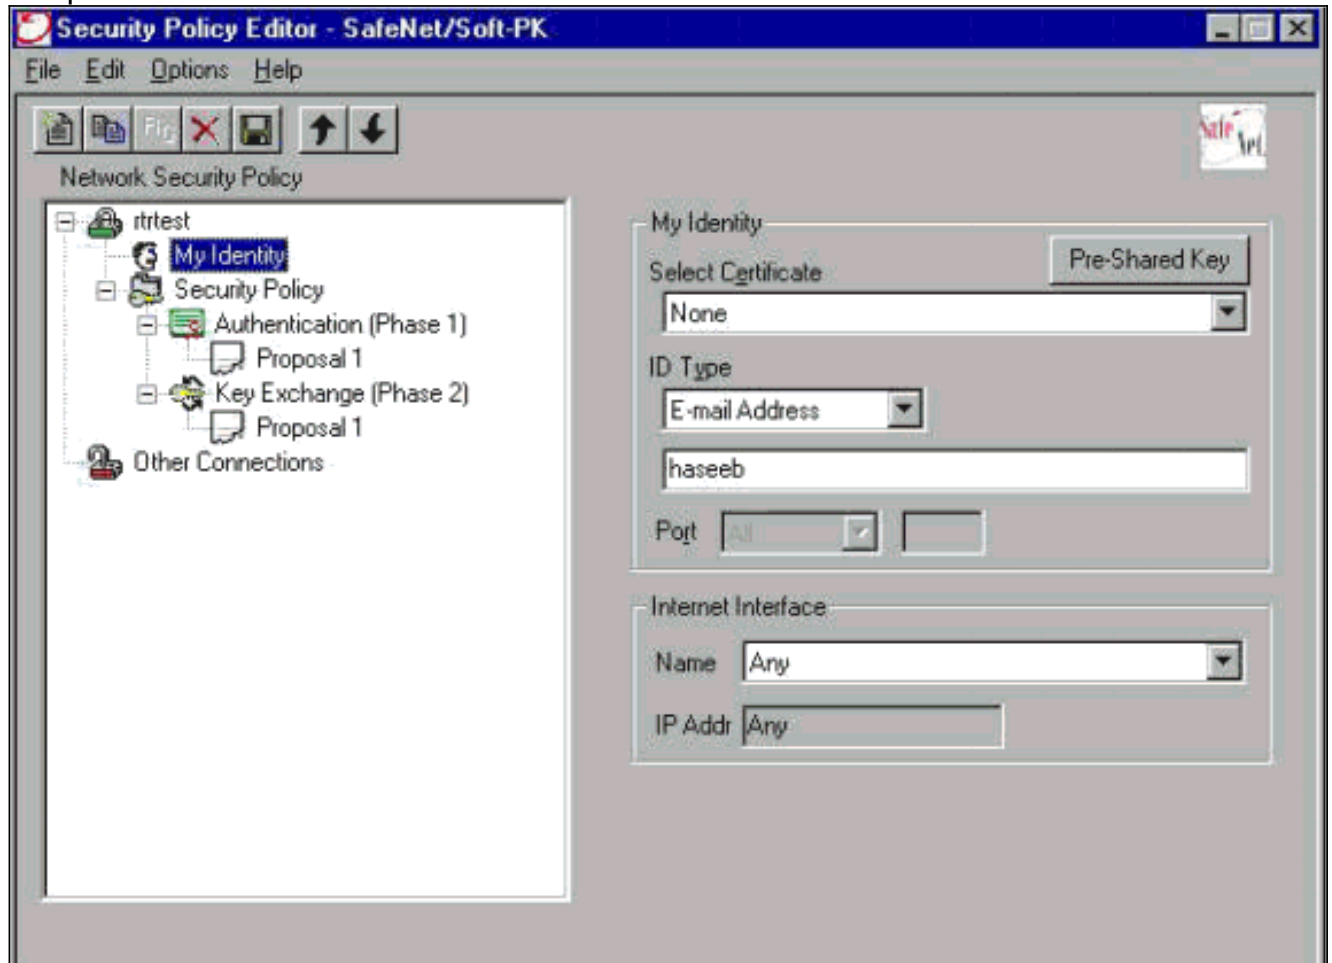 Security Policy Editor - SafeNet/Soft-PK
File Edit Options Help
Network Security Policy
rtrtest
My Identity
Security Policy
Authentication (Phase 1)
Proposal 1
Key Exchange (Phase 2)
Proposal 1
Other Connections
Safe
Net
My Identity
Pre-Shared Key
Select Certificate
None
ID Type
E-mail Address
haseeb
Port All
Internet Interface
Name Any
IP Addr Any